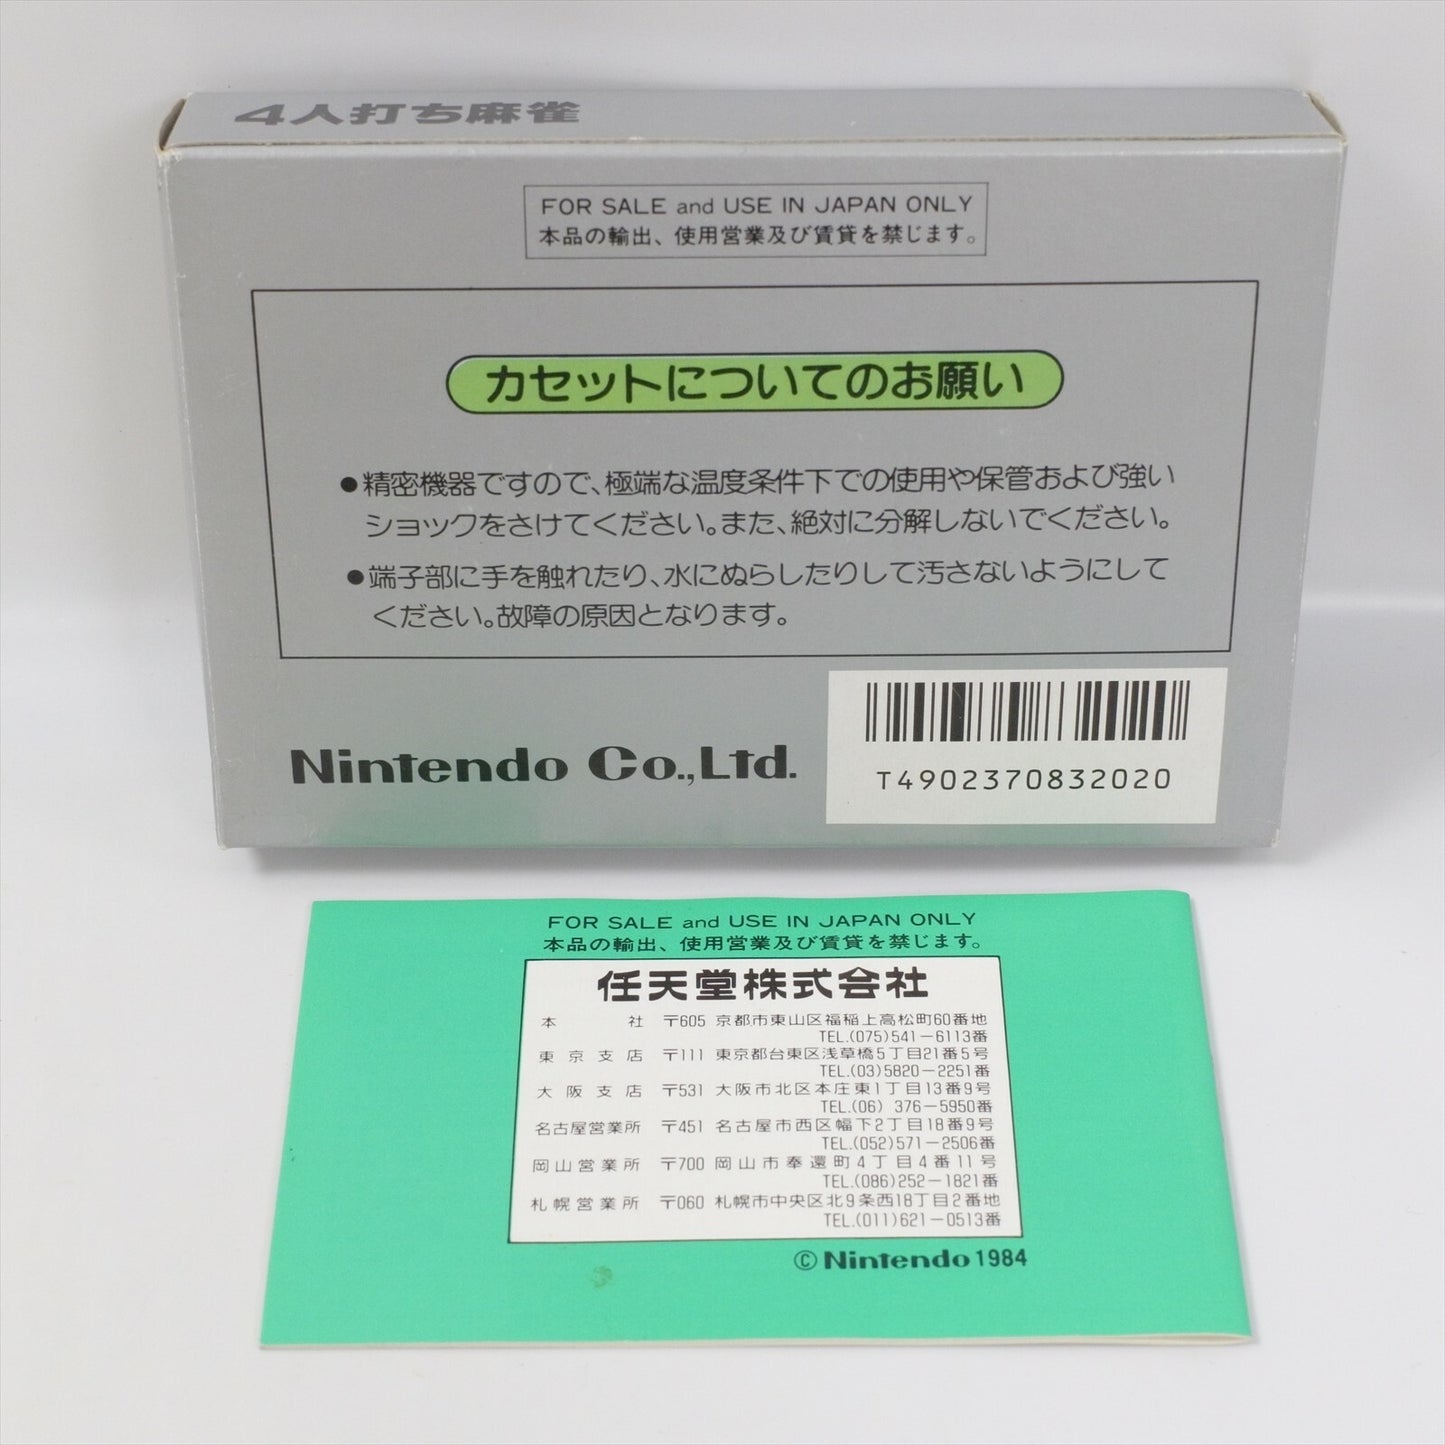 4人打ち麻雀
FOR SALE and USE IN JAPAN ONLY
本品の輸出、使用営業及び賃貸を禁じます。
カセットについてのお願い
●精密機器ですので、極端な温度条件下での使用や保管および強い
ショックをさけてください。また、絶対に分解しないでください。
●端子部に手を触れたり、水にぬらしたりして汚さないようにして
ください。故障の原因となります。
Nintendo Co.,Ltd.
T4902370832020
FOR SALE and USE IN JAPAN ONLY
本品の輸出、使用営業及び賃貸を禁じます。
任天堂株式会社
本社 〒605 京都市東山区福稲上高松町60番地
TEL.(075)541-6113番
東京支店 〒111 東京都台東区浅草橋5丁目21番5号
TEL.(03)5820-2251番
大阪支店 〒531 大阪市北区本庄東1丁目13番9号
TEL.(06) 376-5950番
名古屋営業所 〒451 名古屋市西区幅下2丁目18番9号
TEL.(052)571-2506番
岡山営業所 〒700 岡山市奉還町4丁目4番11号
TEL.(086)252-1821番
札幌営業所 〒060 札幌市中央区北9条西18丁目2番地
TEL.(011)621-0513番
©Nintendo 1984